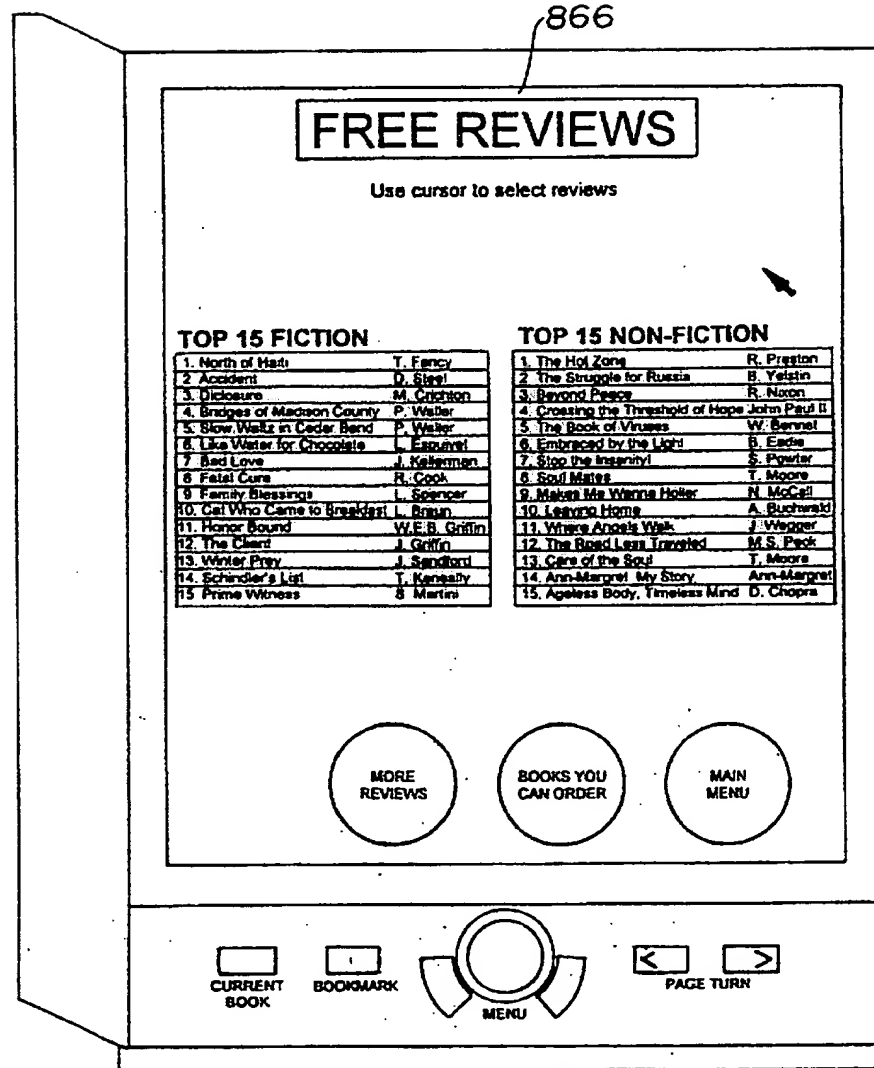 866
FREE REVIEWS
Use cursor to select reviews
TOP 15 FICTION
1. North of Haiti T. Fancy
2 Accident D. Steel
3. Diclosure M. Crichton
4. Bridges of Madison County P. Waller
5. Slow Waltz in Cedar Bend P. Waller
6. Like Water for Chocolate L. Esquivel
7 Bad Love J. Kellerman
8 Fatal Cure R. Cook
9 Family Blessings L. Spencer
10. Cat Who Came to Breakfast L. Braun
11. Honor Bound W.E.B. Griffin
12. The Client J. Griffin
13. Winter Prey J. Sandford
14. Schindler's List T. Keneally
15 Prime Witness S Martini
TOP 15 NON-FICTION
1. The Hot Zone R. Preston
2 The Struggle for Russia B. Yelstin
3. Beyond Peace R. Nixon
4. Crossing the Threshold of Hope John Paul II
5. The Book of Viruses W. Bennet
6. Embraced by the Light B. Eadie
7. Stop the Insanity! S. Powter
8. Soul Mates T. Moore
9. Makes Me Wanna Holler N. McCall
10. Leaving Home A. Buchwald
11. Where Angels Walk J. Wegger
12. The Road Less Traveled M.S. Peck
13. Care of the Soul T. Moore
14. Ann-Margret My Story Ann-Margret
15. Ageless Body, Timeless Mind D. Chopra
MORE
REVIEWS
BOOKS YOU
CAN ORDER
MAIN
MENU
CURRENT
BOOK
BOOKMARK
MENU
< >
PAGE TURN